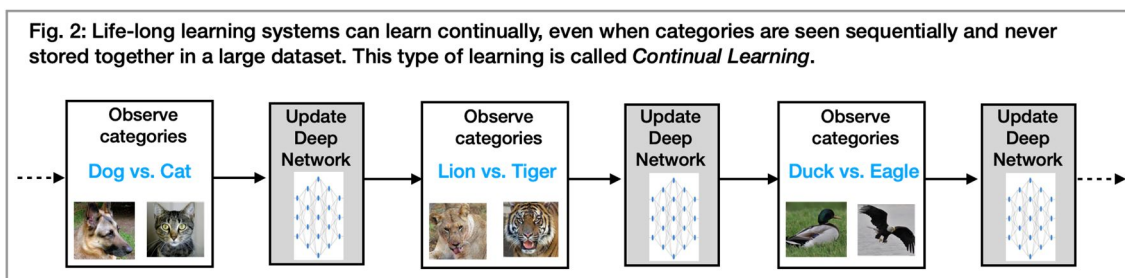 Fig. 2: Life-long learning systems can learn continually, even when categories are seen sequentially and never
stored together in a large dataset. This type of learning is called Continual Learning.
Observe
categories
Dog vs. Cat
Update
Deep
Network
Observe
categories
Lion vs. Tiger
Update
Deep
Network
Observe
categories
Duck vs. Eagle
Update
Deep
Network